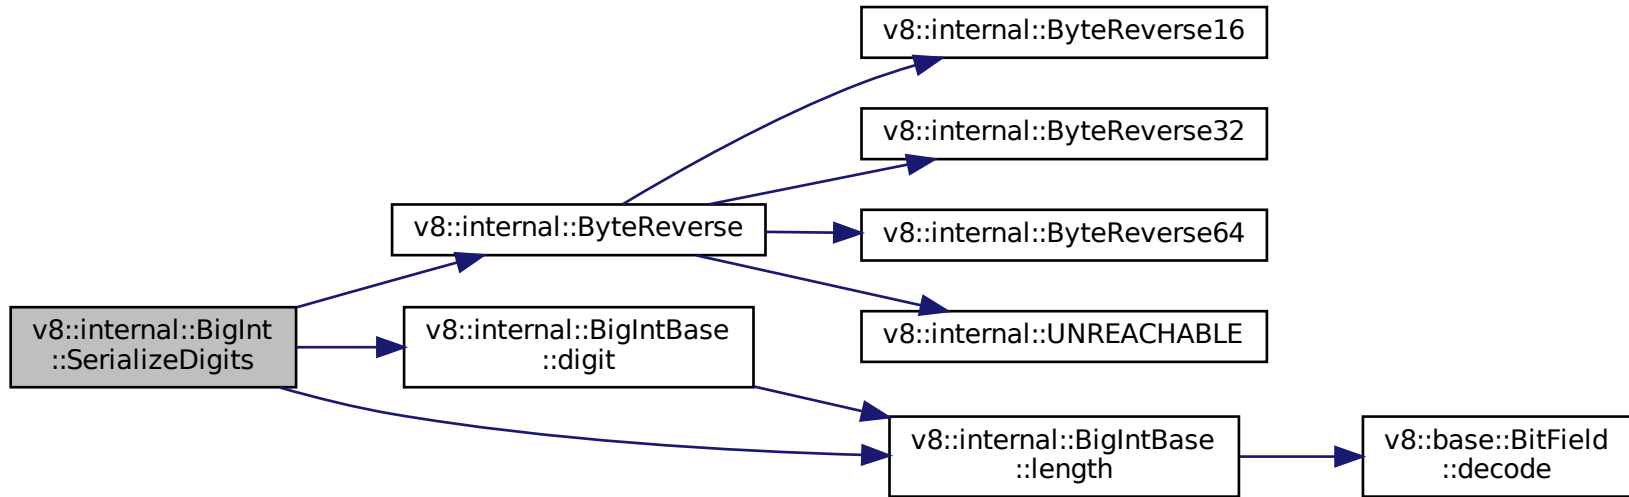 v8::internal::ByteReverse16
v8::internal::ByteReverse32
v8::internal::ByteReverse
v8::internal::ByteReverse64
v8::internal::BigInt
::SerializeDigits
v8::internal::BigIntBase
::digit
v8::internal::UNREACHABLE
v8::internal::BigIntBase
::length
v8::base::BitField
::decode